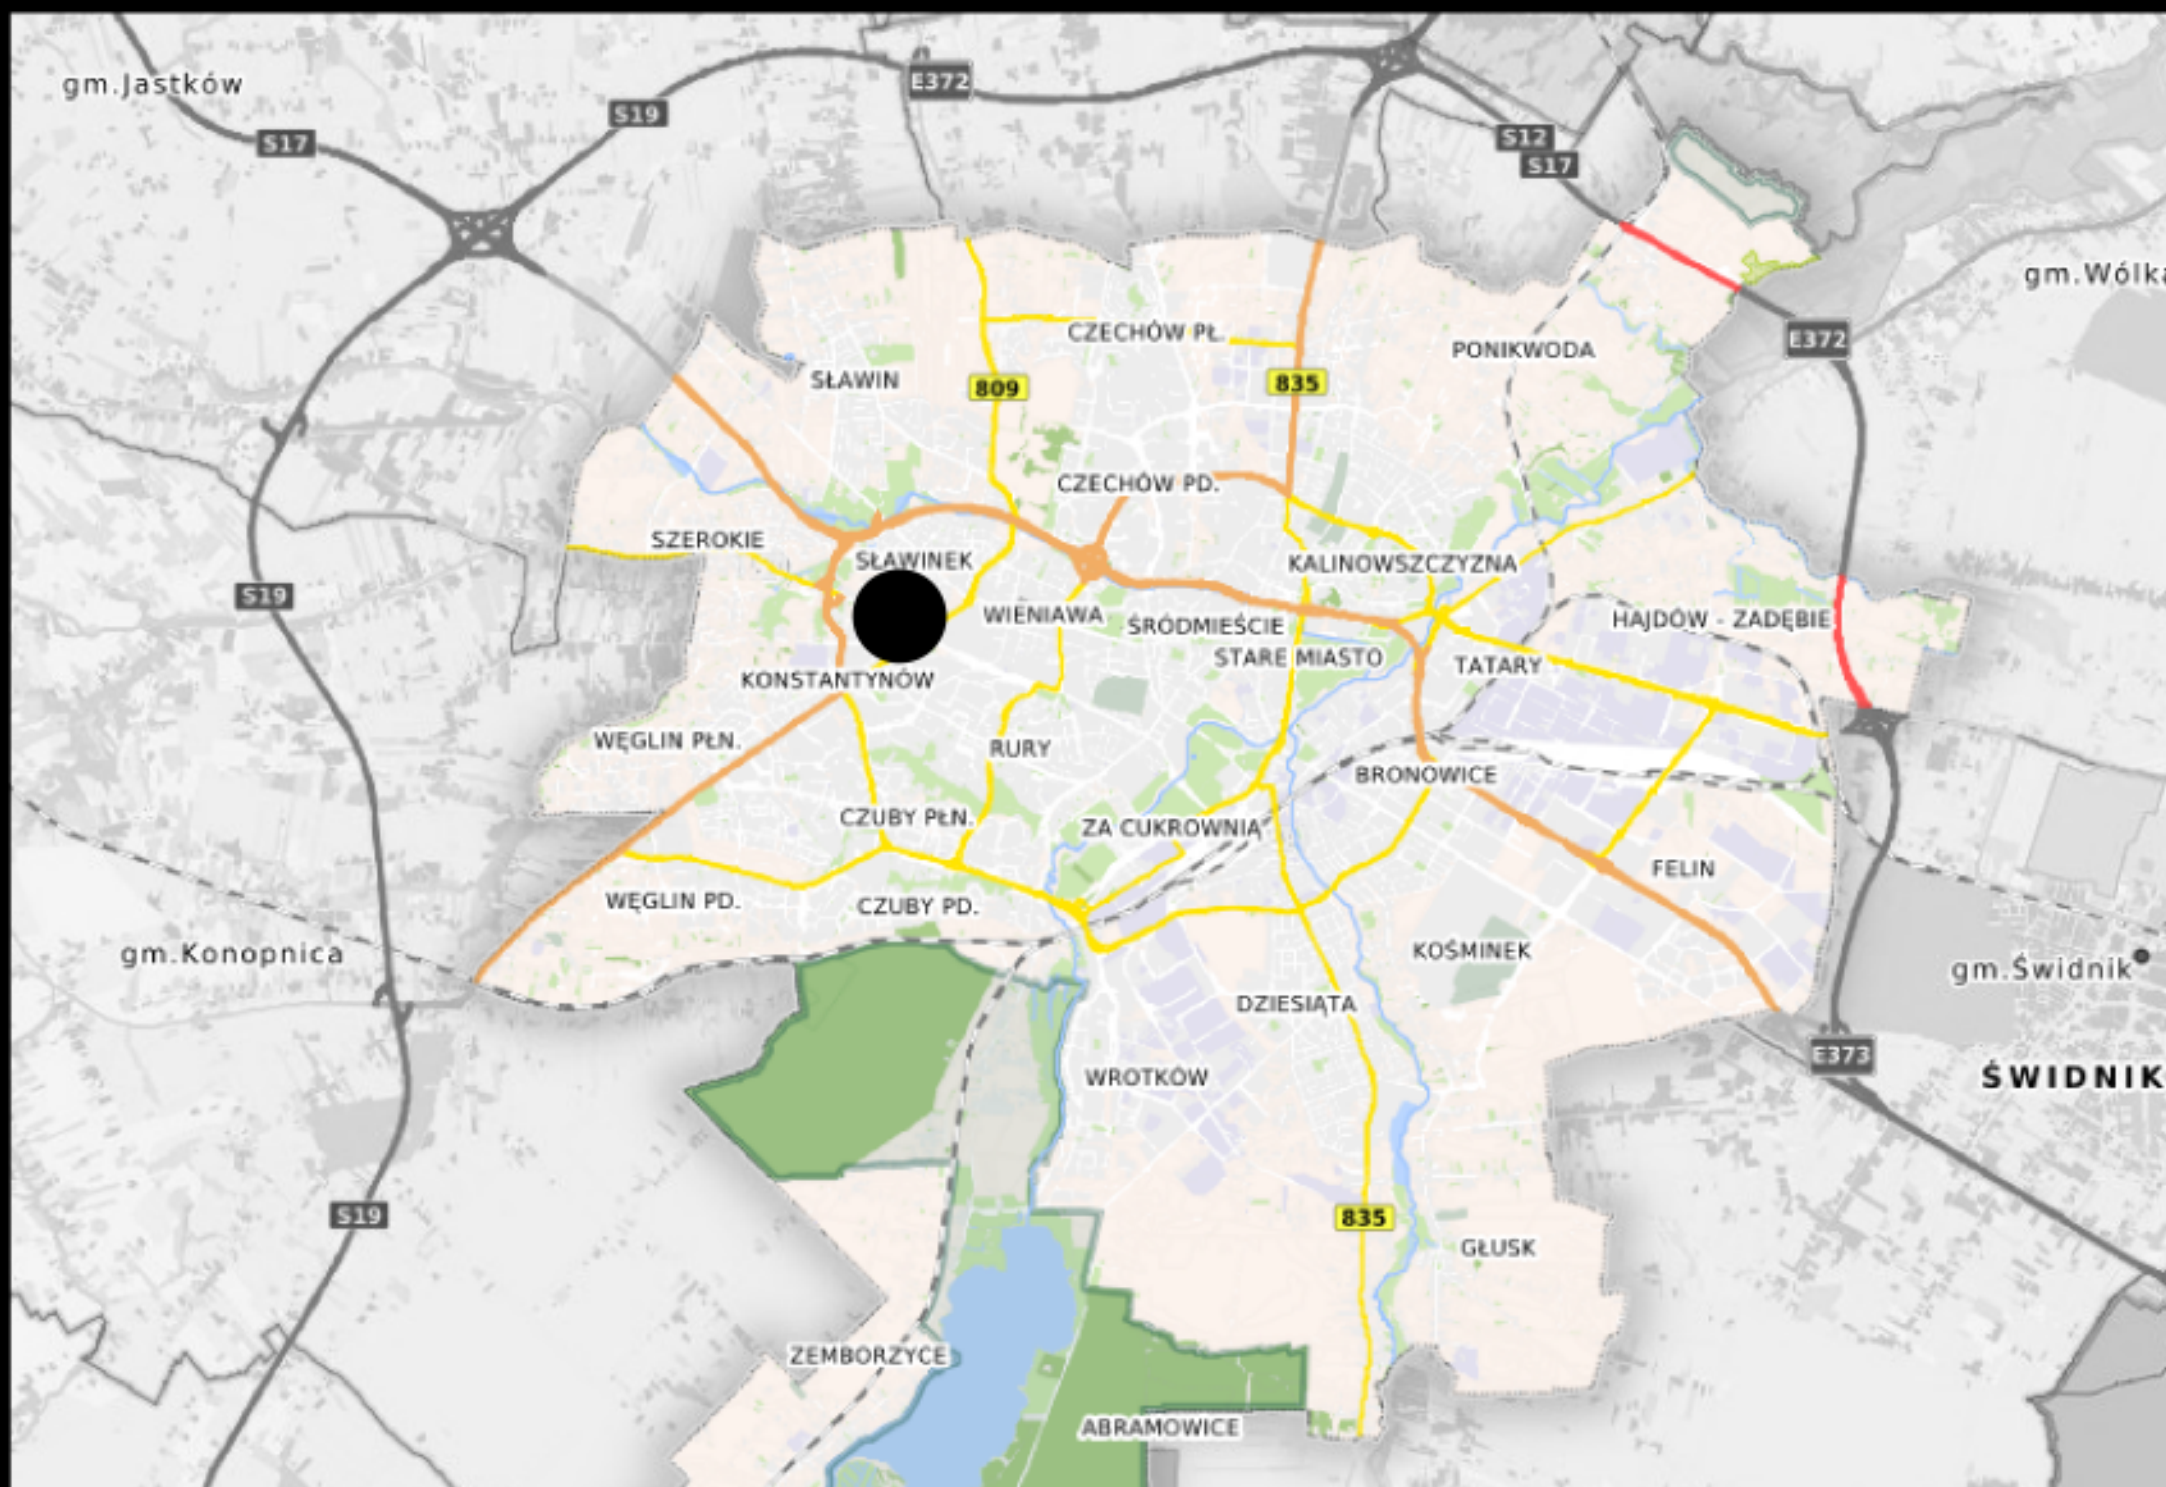 gm.Jastków
E372
S19
S17
S12
S17
gm.Wólka
E372
CZECHÓW PŁ.
PONIKWODA
SŁAWIN
809
835
CZECHÓW PD.
SZEROKIE
SŁAWINEK
KALINOWSZCZYZNA
S19
WIENIAWA
ŚRÓDMIEŚCIE
HAJDÓW - ZADĘBIE
STARE MIASTO
TATARY
KONSTANTYNÓW
WĘGLIN PŁN.
RURY
BRONOWICE
CZUBY PŁN.
ZA CUKROWNIĄ
FELIN
WĘGLIN PD.
CZUBY PD.
gm.Konopnica
KOŚMINEK
gm.Świdnik
DZIESIĄTA
E373
WROTKÓW
ŚWIDNIK
S19
835
GŁUSK
ZEMBORZYCE
ABRAMOWICE